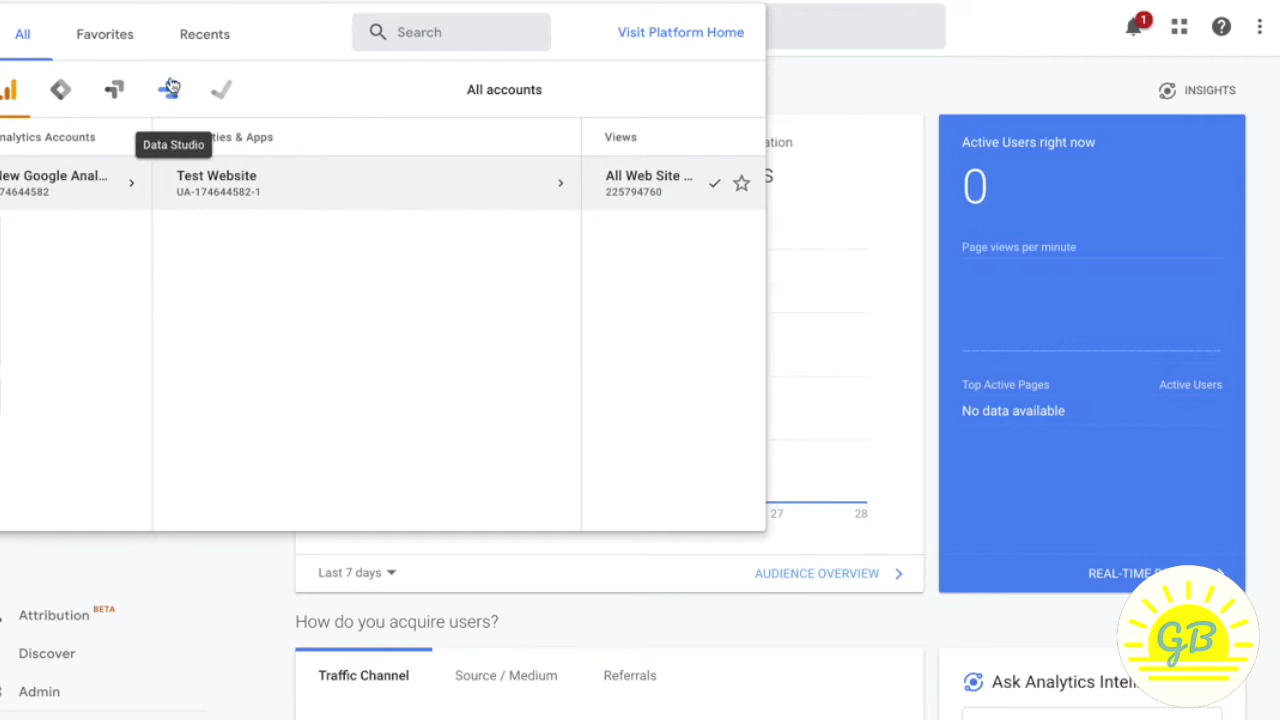 All
Favorites
Recents
Search
Visit Platform Home
1
INSIGHTS
All accounts
Data Studio
nalytics Accounts
ties & Apps
Views
New Google Anal...
74644582
Test Website
UA-174644582-1
All Web Site ...
225794760
ation
S
Active Users right now
0
Page views per minute
Top Active Pages
Active Users
No data available
27
28
Last 7 days
AUDIENCE OVERVIEW
REAL-TIME
Attribution BETA
Discover
Admin
How do you acquire users?
Traffic Channel
Source / Medium
Referrals
Ask Analytics Intel
GB